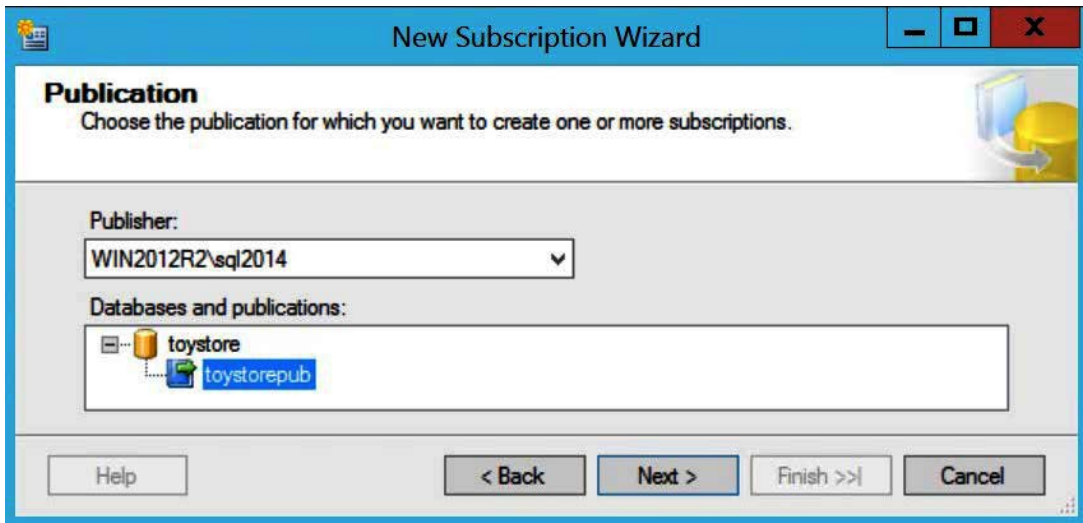 New Subscription Wizard
Publication
Choose the publication for which you want to create one or more subscriptions.
Publisher:
WIN2012R2\sql2014
Databases and publications:
toystore
toystorepub
Help
< Back
Next >
Finish >>|
Cancel